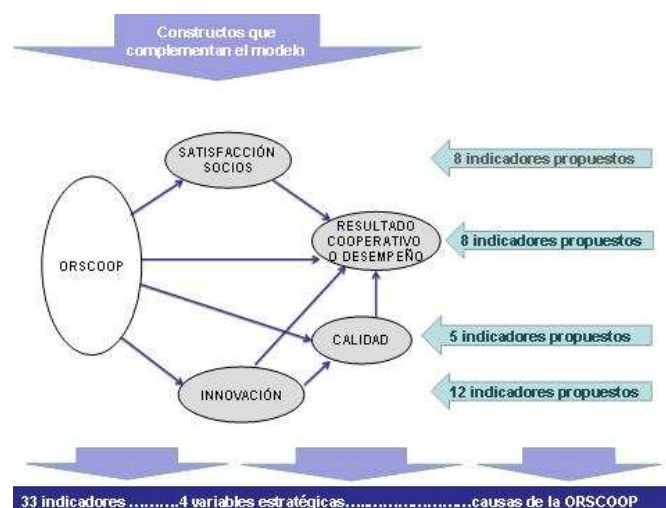 Constructos que
complementan el modelo
SATISFACCIÓN
SOCIOS
8 indicadores propuestos
RESULTADO
COOPERATIVO
O DESEMPEÑO
8 indicadores propuestos
ORSCOOP
CALIDAD
5 indicadores propuestos
INNOVACIÓN
12 indicadores propuestos
33 indicadores ..........4 variables estratégicas..........................causas de la ORSCOOP